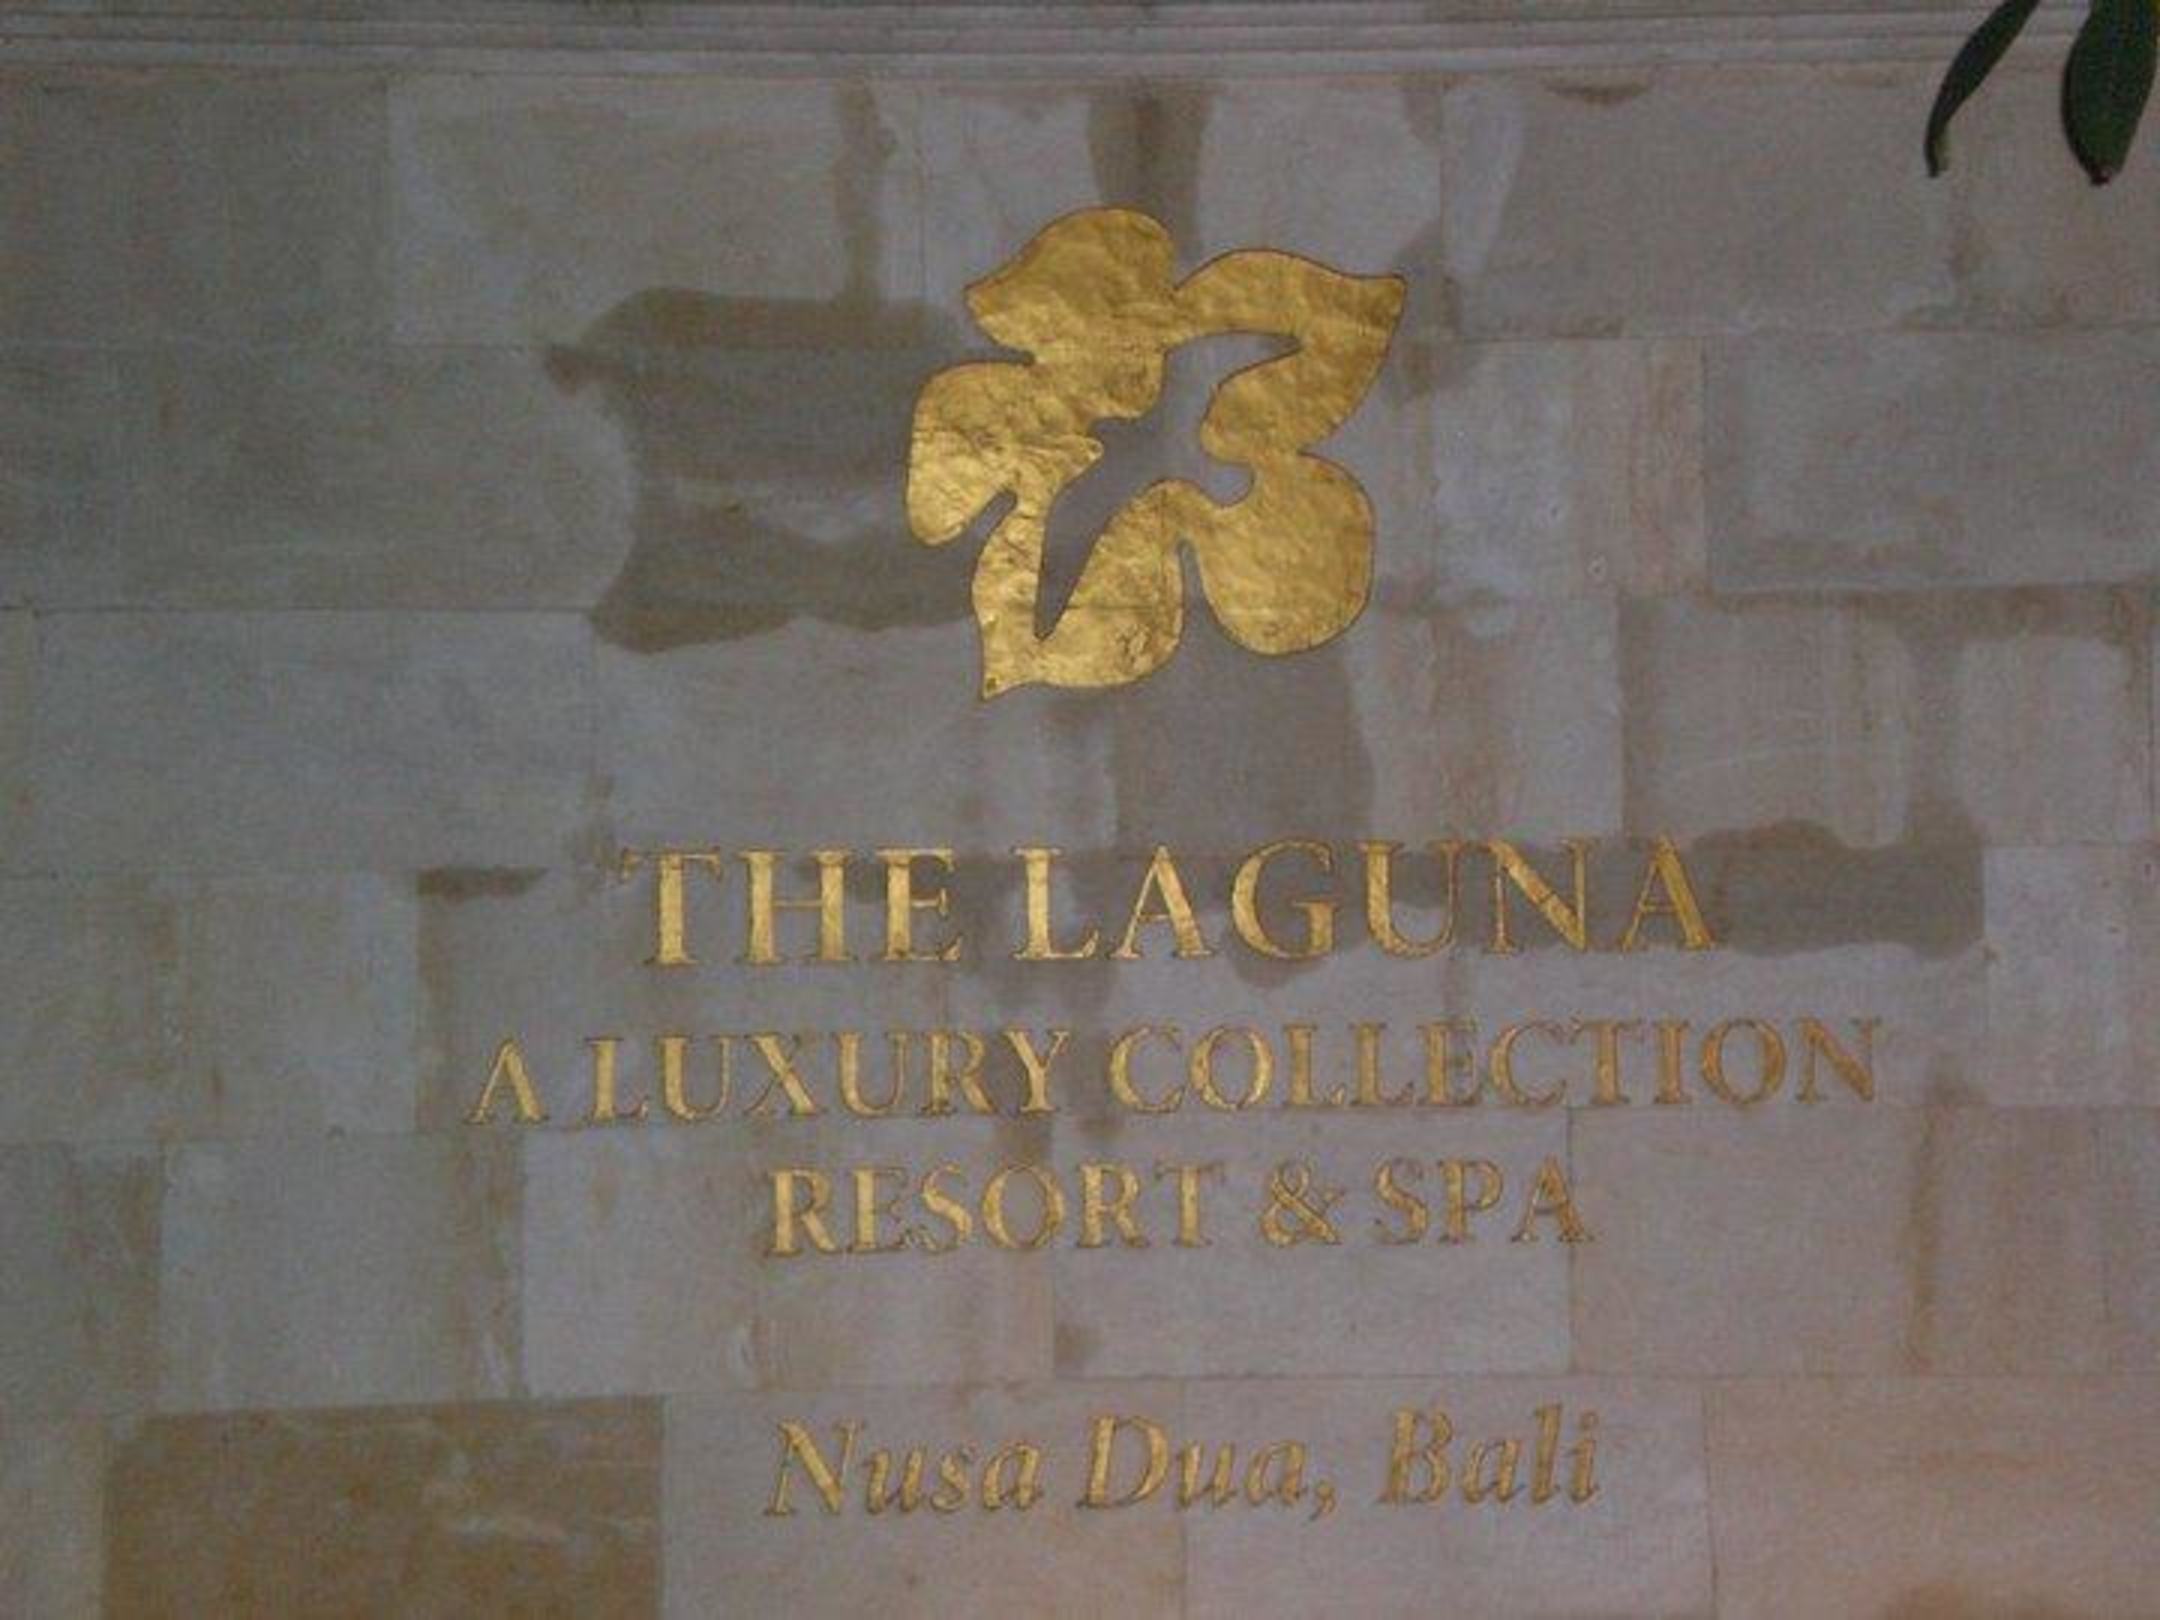 THE LAGUNA
A LUXURY COLLECTION
RESORT & SPA
Nusa Dua, Bali